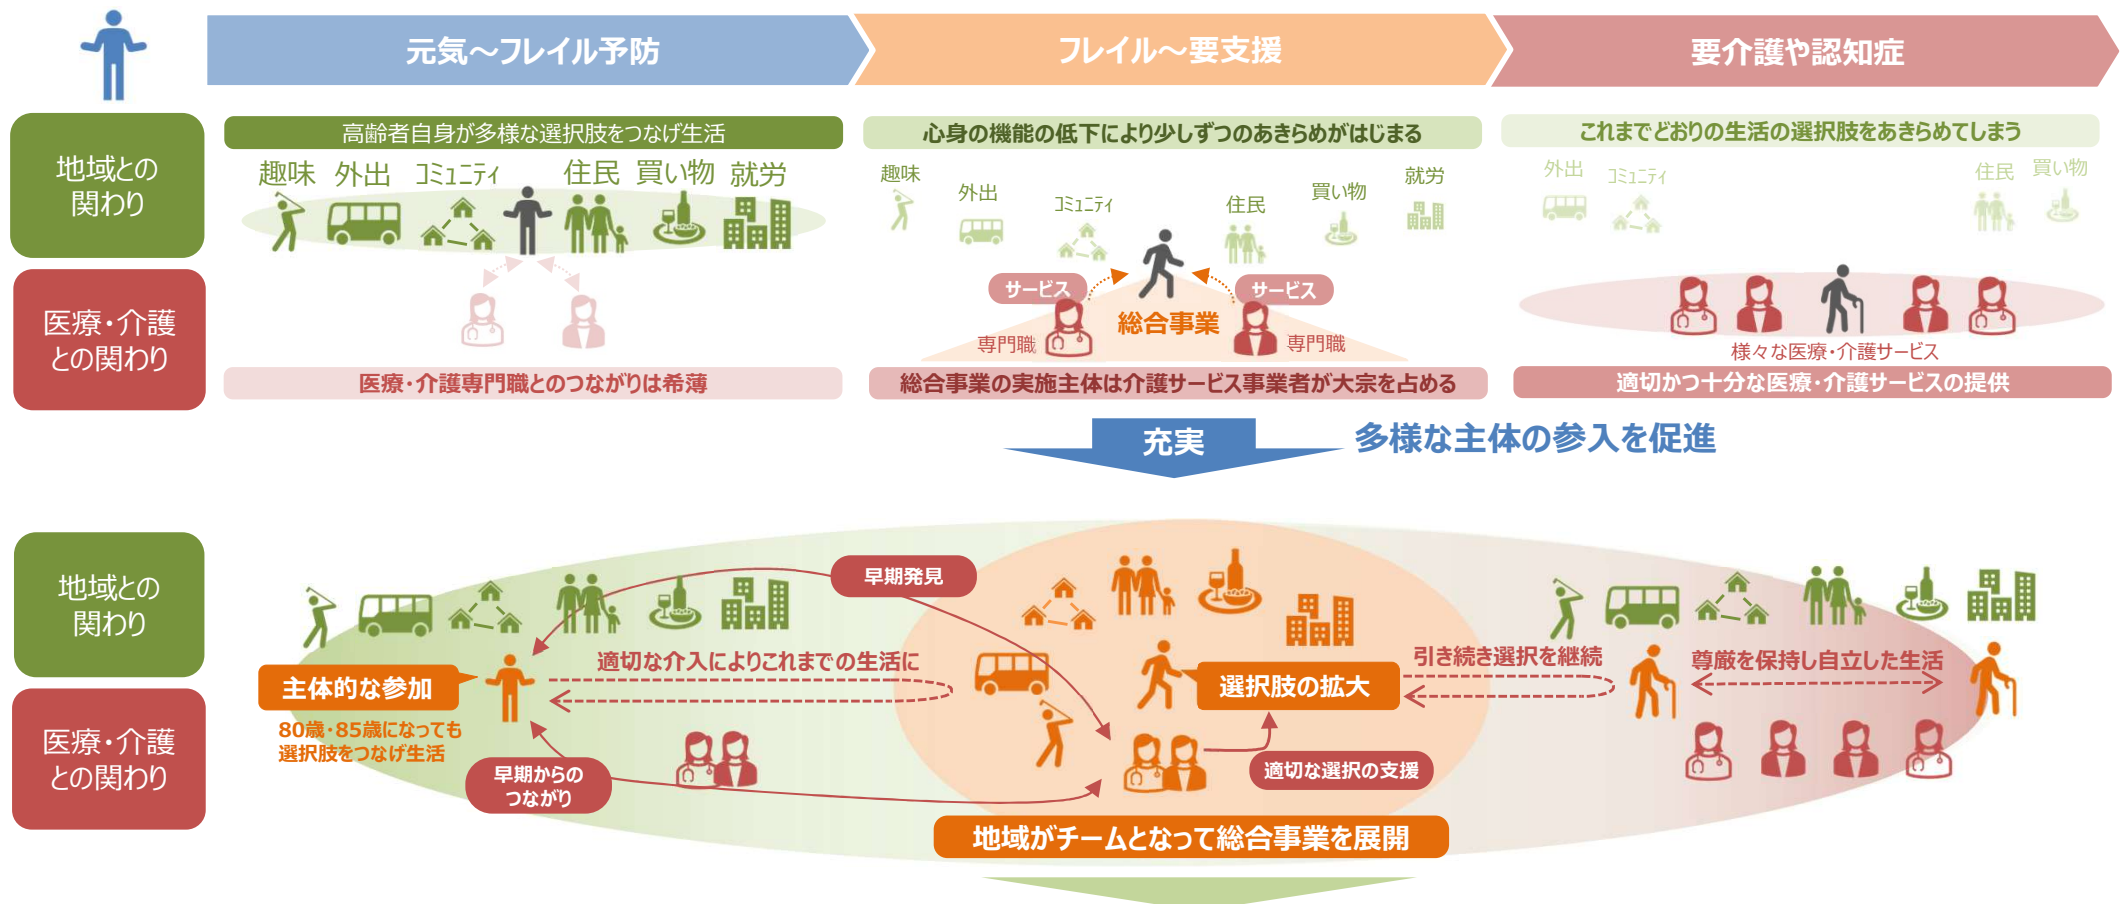 元気～フレイル予防
フレイル～要支援
要介護や認知症
地域との
関わり
高齢者自身が多様な選択肢をつなげ生活
趣味
外出
コミュニティ
住民
買い物
就労
心身の機能の低下により少しずつのあきらめがはじまる
趣味
外出
コミュニティ
住民
買い物
就労
これまでどおりの生活の選択肢をあきらめてしまう
外出
コミュニティ
住民
買い物
医療・介護
との関わり
医療・介護専門職とのつながりは希薄
サービス
サービス
総合事業
専門職
専門職
総合事業の実施主体は介護サービス事業者が大宗を占める
様々な医療・介護サービス
適切かつ十分な医療・介護サービスの提供
充実
多様な主体の参入を促進
地域との
関わり
医療・介護
との関わり
早期発見
適切な介入によりこれまでの生活に
主体的な参加
80歳・85歳になっても
選択肢をつなげ生活
早期からの
つながり
選択肢の拡大
適切な選択の支援
引き続き選択を継続
尊厳を保持し自立した生活
地域がチームとなって総合事業を展開